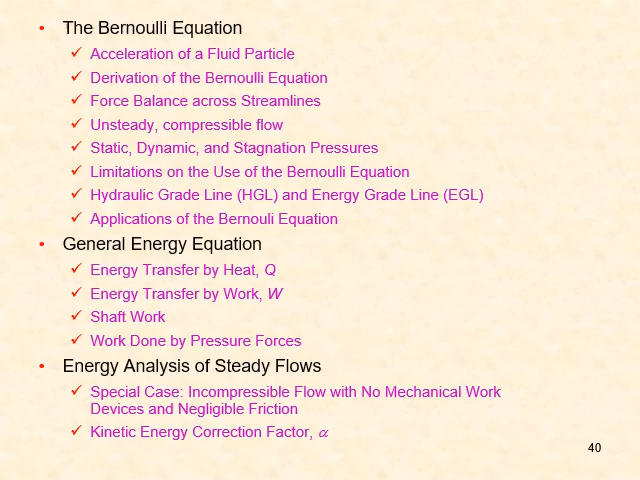 • The Bernoulli Equation
✓ Acceleration of a Fluid Particle
✓ Derivation of the Bernoulli Equation
✓ Force Balance across Streamlines
✓ Unsteady, compressible flow
✓ Static, Dynamic, and Stagnation Pressures
✓ Limitations on the Use of the Bernoulli Equation
✓ Hydraulic Grade Line (HGL) and Energy Grade Line (EGL)
✓ Applications of the Bernouli Equation
• General Energy Equation
✓ Energy Transfer by Heat, Q
✓ Energy Transfer by Work, W
✓ Shaft Work
✓ Work Done by Pressure Forces
• Energy Analysis of Steady Flows
✓ Special Case: Incompressible Flow with No Mechanical Work
Devices and Negligible Friction
✓ Kinetic Energy Correction Factor, α
40